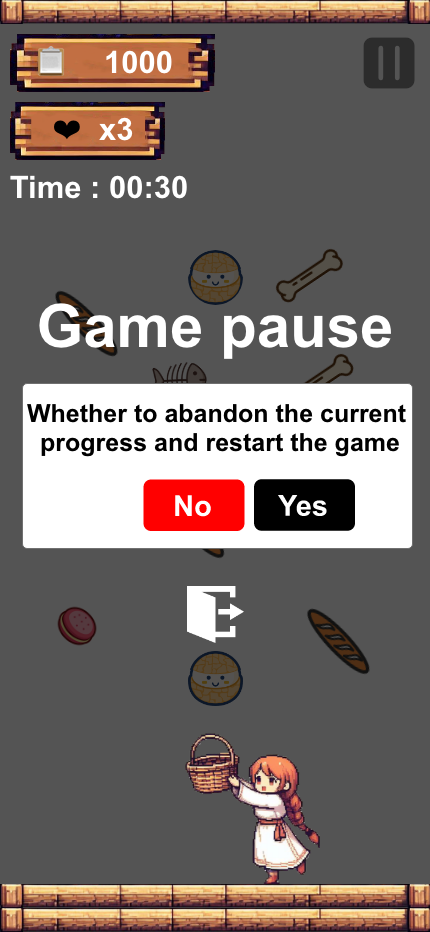 1000
x3
Time : 00:30
Game pause
Whether to abandon the current
progress and restart the game
No Yes